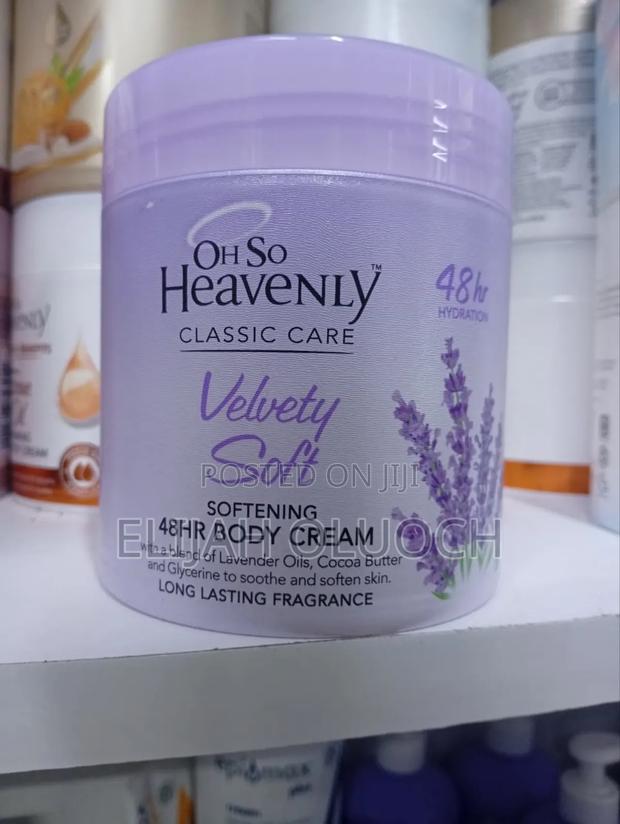 OH SO
HEAVENLY™
CLASSIC CARE
48hr
HYDRATION
Velvety
Soft
POSTED ON JIJI
SOFTENING
48HR BODY CREAM
ELIJAH OLUOCH
with a blend of Lavender Oils, Cocoa Butter
and Glycerine to soothe and soften skin.
LONG LASTING FRAGRANCE